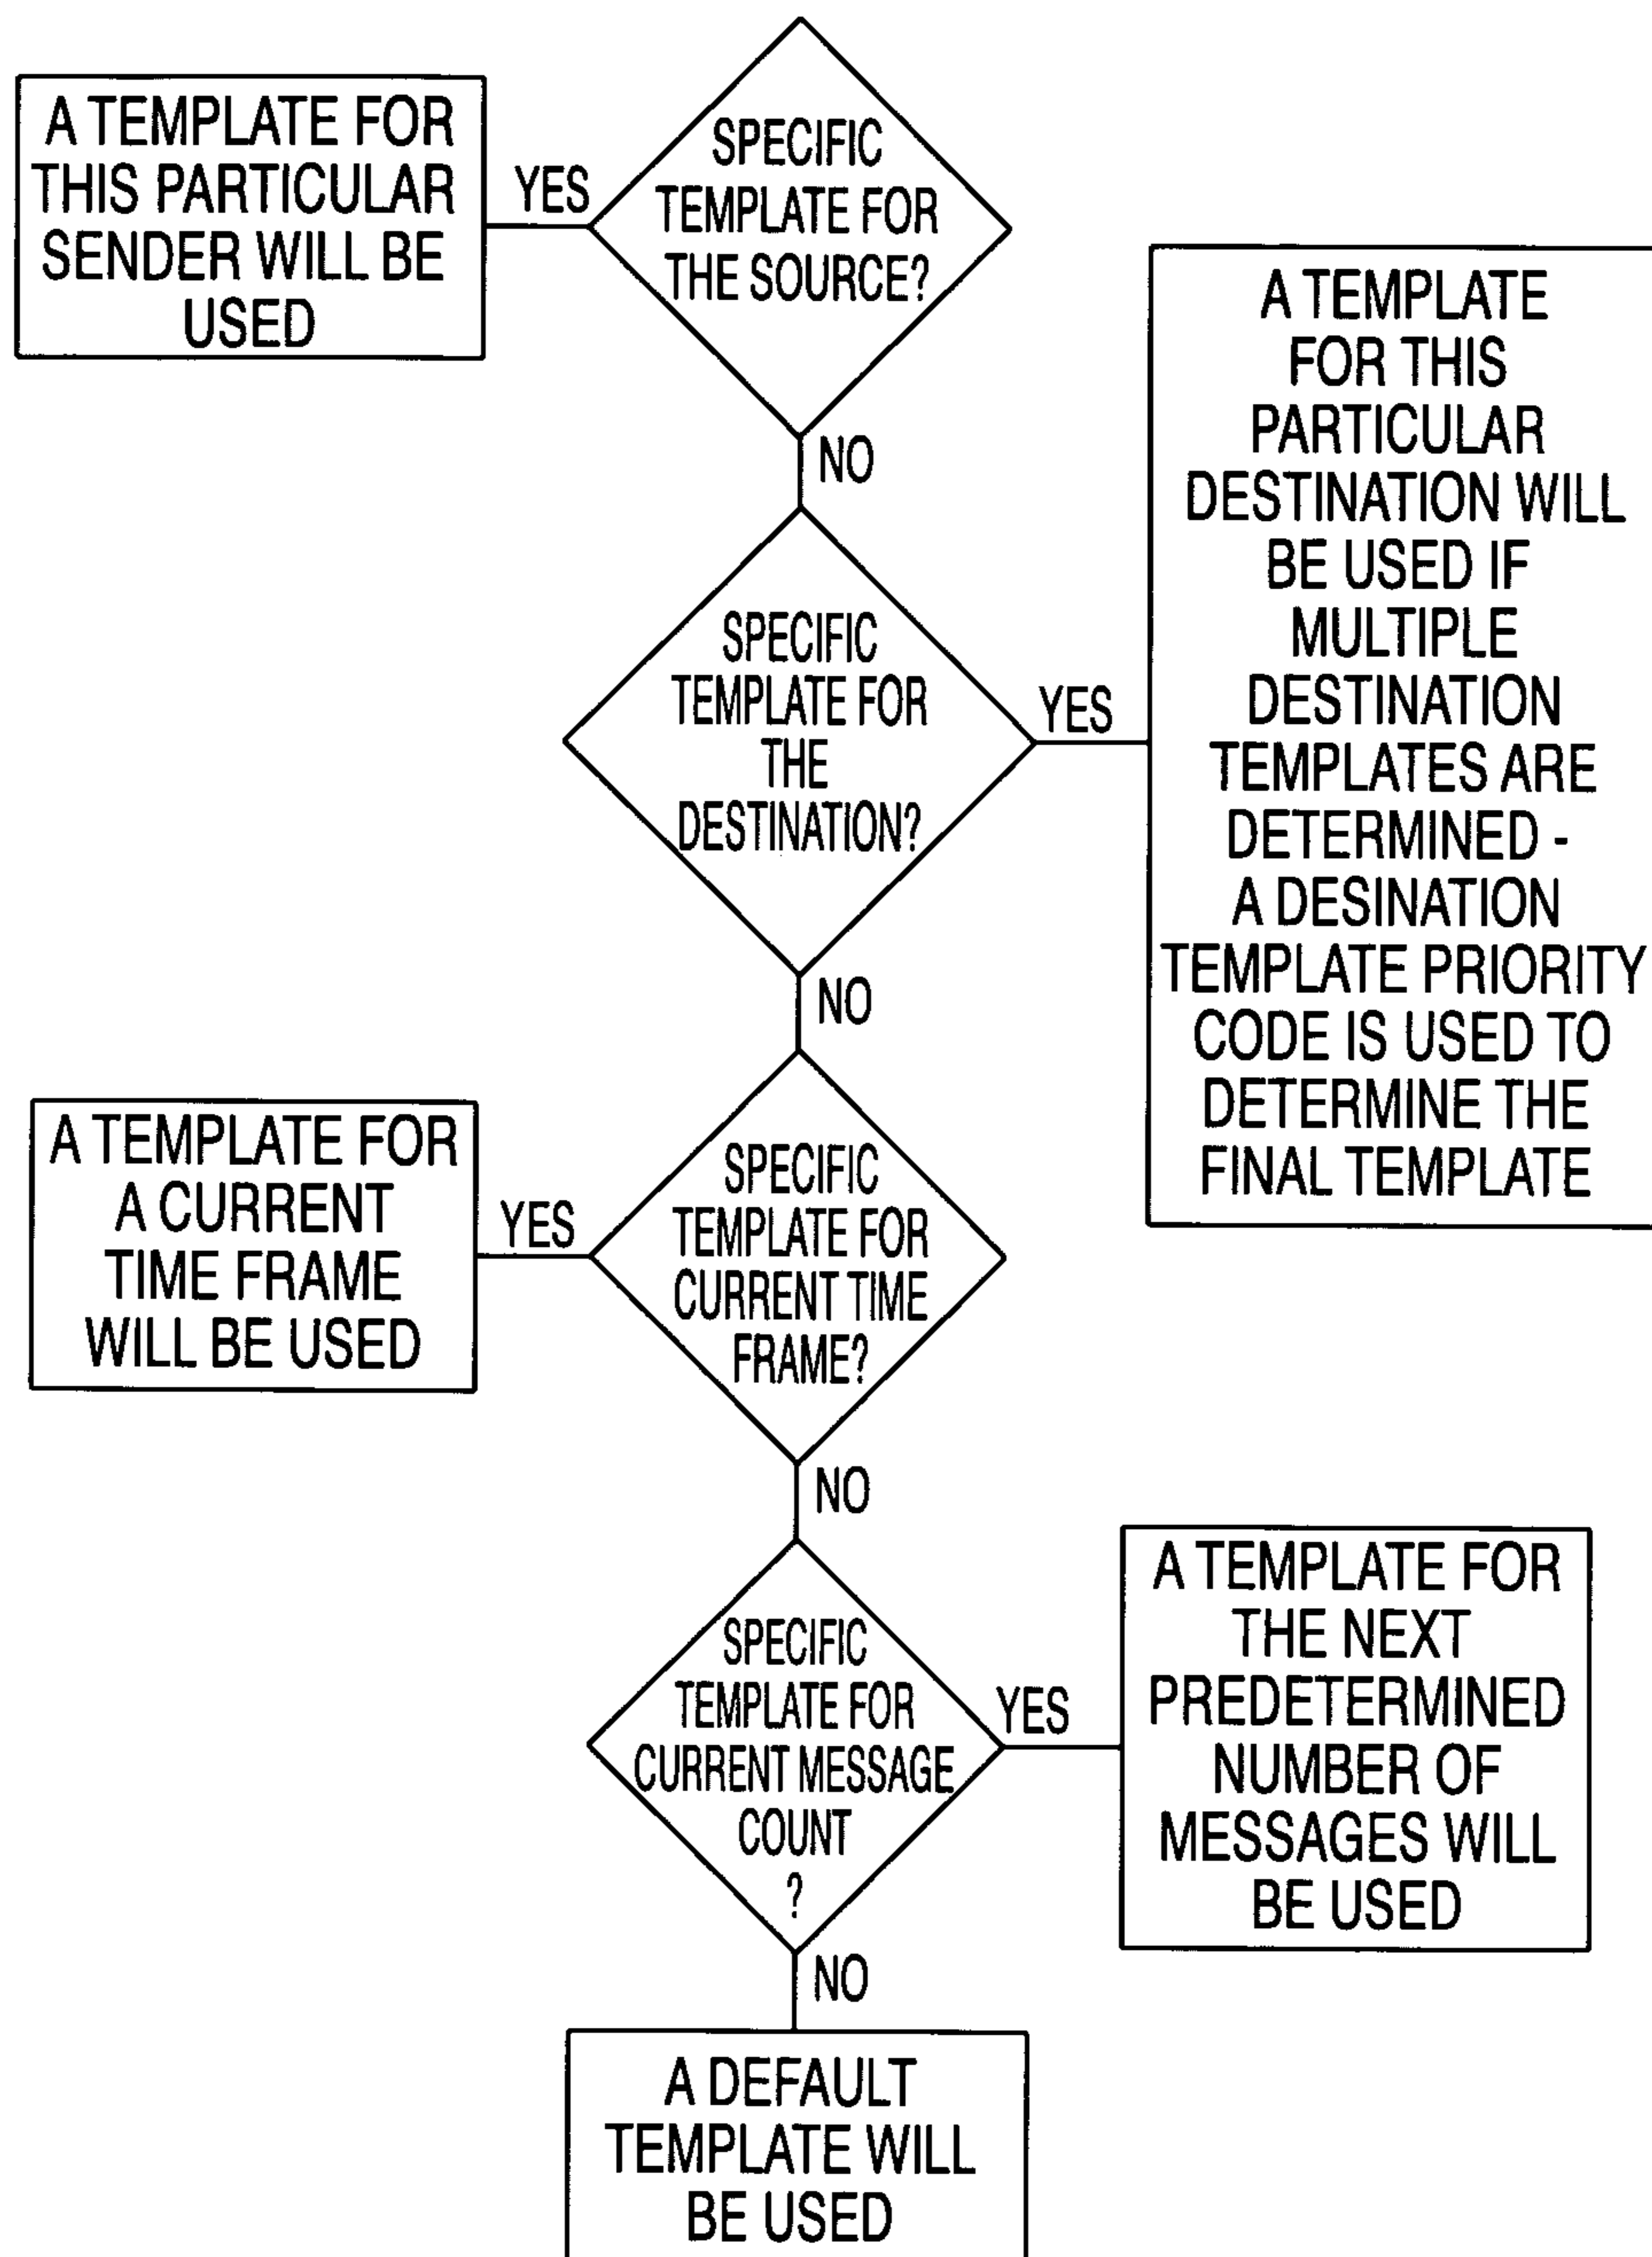 A TEMPLATE FOR
THIS PARTICULAR
SENDER WILL BE
USED
YES
SPECIFIC
TEMPLATE FOR
THE SOURCE?
NO
SPECIFIC
TEMPLATE FOR
THE
DESTINATION?
YES
A TEMPLATE
FOR THIS
PARTICULAR
DESTINATION WILL
BE USED IF
MULTIPLE
DESTINATION
TEMPLATES ARE
DETERMINED -
A DESINATION
TEMPLATE PRIORITY
CODE IS USED TO
DETERMINE THE
FINAL TEMPLATE
NO
A TEMPLATE FOR
A CURRENT
TIME FRAME
WILL BE USED
YES
SPECIFIC
TEMPLATE FOR
CURRENT TIME
FRAME?
NO
SPECIFIC
TEMPLATE FOR
CURRENT MESSAGE
COUNT
?
YES
A TEMPLATE FOR
THE NEXT
PREDETERMINED
NUMBER OF
MESSAGES WILL
BE USED
NO
A DEFAULT
TEMPLATE WILL
BE USED